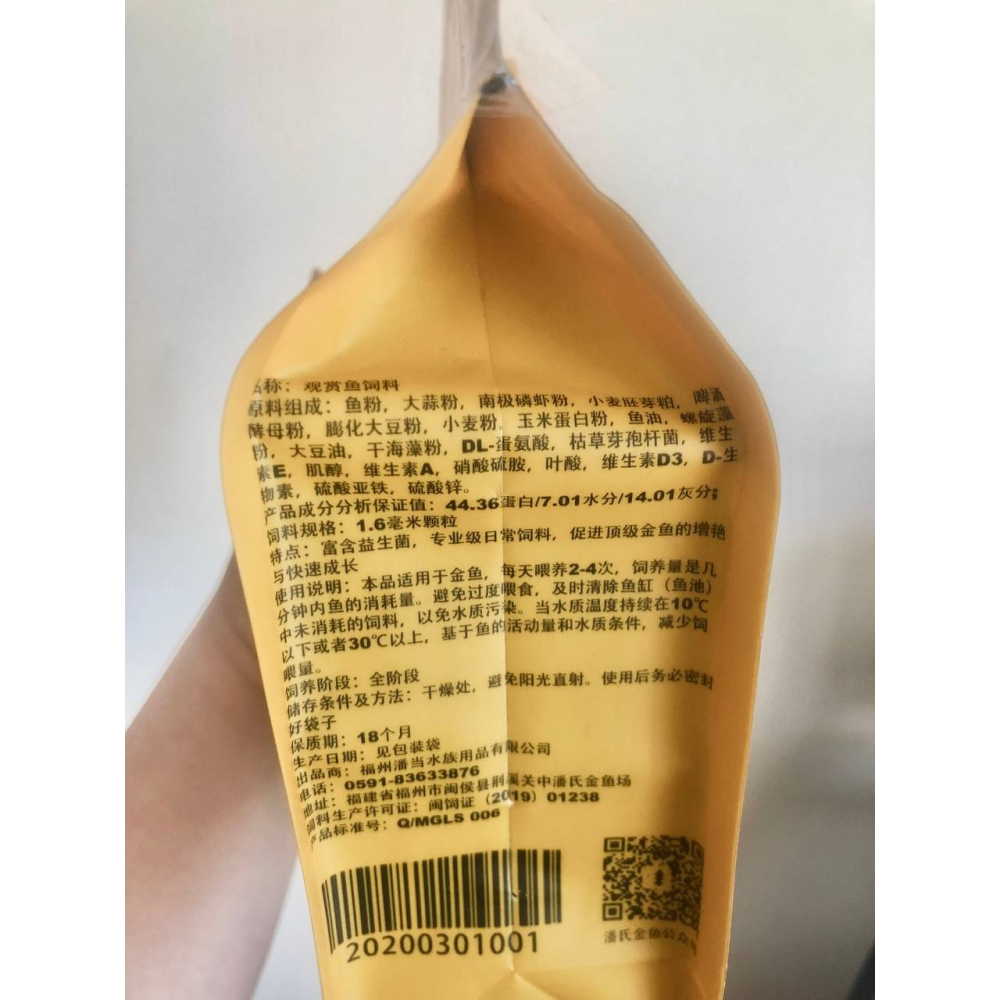 名称：观赏鱼饲料
原料组成：鱼粉，大蒜粉，南极磷虾粉，小麦胚芽粕，啤酒
酵母粉，膨化大豆粉，小麦粉，玉米蛋白粉，鱼油，螺旋藻
粉，大豆油，干海藻粉，DL-蛋氨酸，枯草芽孢杆菌，维生
素E，肌醇，维生素A，硝酸硫胺，叶酸，维生素D3，D-生
物素，硫酸亚铁，硫酸锌。
产品成分分析保证值：44.36蛋白/7.01水分/14.01灰分；
饲料规格：1.6毫米颗粒
特点：富含益生菌，专业级日常饲料，促进顶级金鱼的增艳
与快速成长
使用说明：本品适用于金鱼，每天喂养2-4次，饲养量是几
分钟内鱼的消耗量。避免过度喂食，及时清除鱼缸（鱼池）
中未消耗的饲料，以免水质污染。当水质温度持续在10℃
以下或者30℃以上，基于鱼的活动量和水质条件，减少饲
喂量。
饲养阶段：全阶段
储存条件及方法：干燥处，避免阳光直射。使用后务必密封
好袋子
保质期：18个月
生产日期：见包装袋
出品商：福州潘当水族用品有限公司
电话：0591-83633876
地址：福建省福州市闽侯县荆溪关中潘氏金鱼场
饲料生产许可证：闽饲证（2019）01238
产品标准号：Q/MGLS 006
20200301001
潘氏金鱼公众